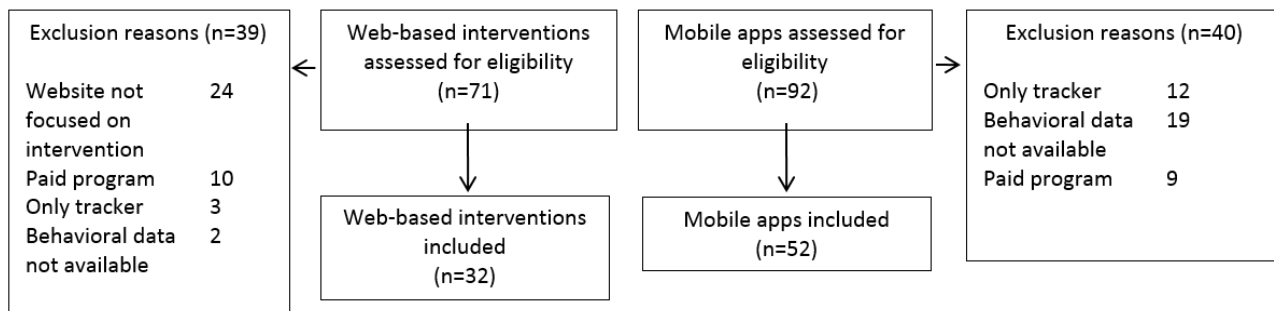 Exclusion reasons (n=39)
Website not 24
focused on
intervention
Paid program 10
Only tracker 3
Behavioral data 2
not available
Web-based interventions
assessed for eligibility
(n=71)
Web-based interventions
included
(n=32)
Mobile apps assessed for
eligibility
(n=92)
Mobile apps included
(n=52)
Exclusion reasons (n=40)
Only tracker 12
Behavioral data 19
not available
Paid program 9